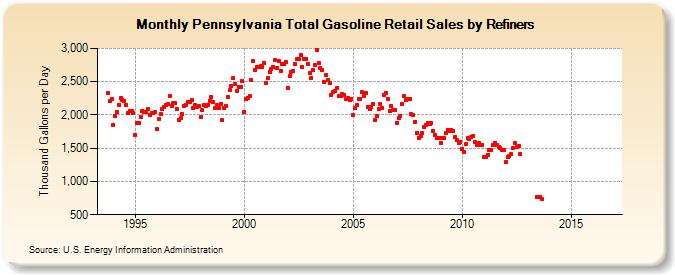 Monthly Pennsylvania Total Gasoline Retail Sales by Refiners
Thousand Gallons per Day
3,000
2,500
2,000
1,500
1,000
500
1995 2000 2005 2010 2015
Source: U.S. Energy Information Administration